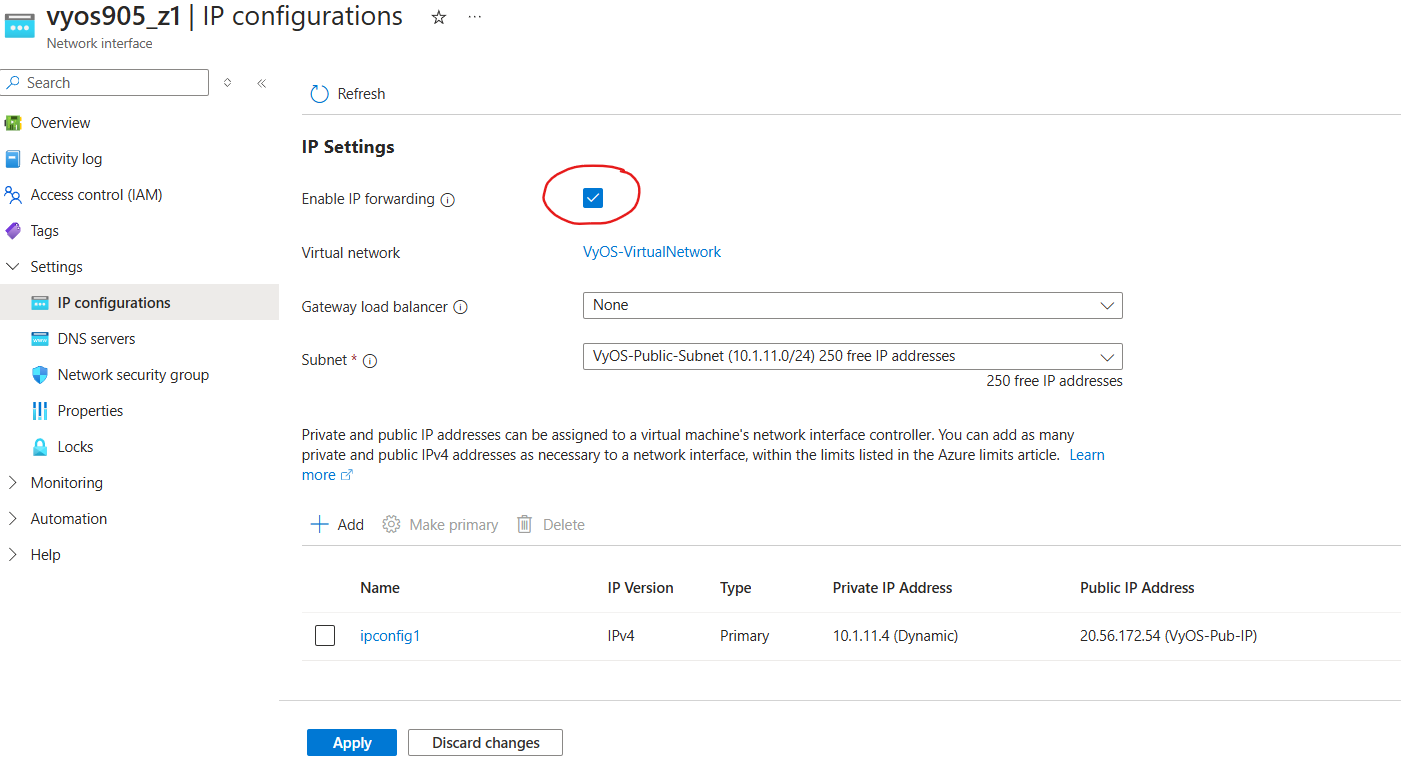 vyos905_z1 | IP configurations
Network interface
Search
Refresh
Overview
Activity log
Access control (IAM)
Tags
Settings
IP configurations
DNS servers
Network security group
Properties
Locks
Monitoring
Automation
Help
IP Settings
Enable IP forwarding
Virtual network
VyOS-VirtualNetwork
Gateway load balancer
None
Subnet *
VyOS-Public-Subnet (10.1.11.0/24) 250 free IP addresses
250 free IP addresses
Private and public IP addresses can be assigned to a virtual machine's network interface controller. You can add as many
private and public IPv4 addresses as necessary to a network interface, within the limits listed in the Azure limits article. Learn
more
Add Make primary Delete
Name IP Version Type Private IP Address Public IP Address
ipconfig1 IPv4 Primary 10.1.11.4 (Dynamic) 20.56.172.54 (VyOS-Pub-IP)
Apply Discard changes